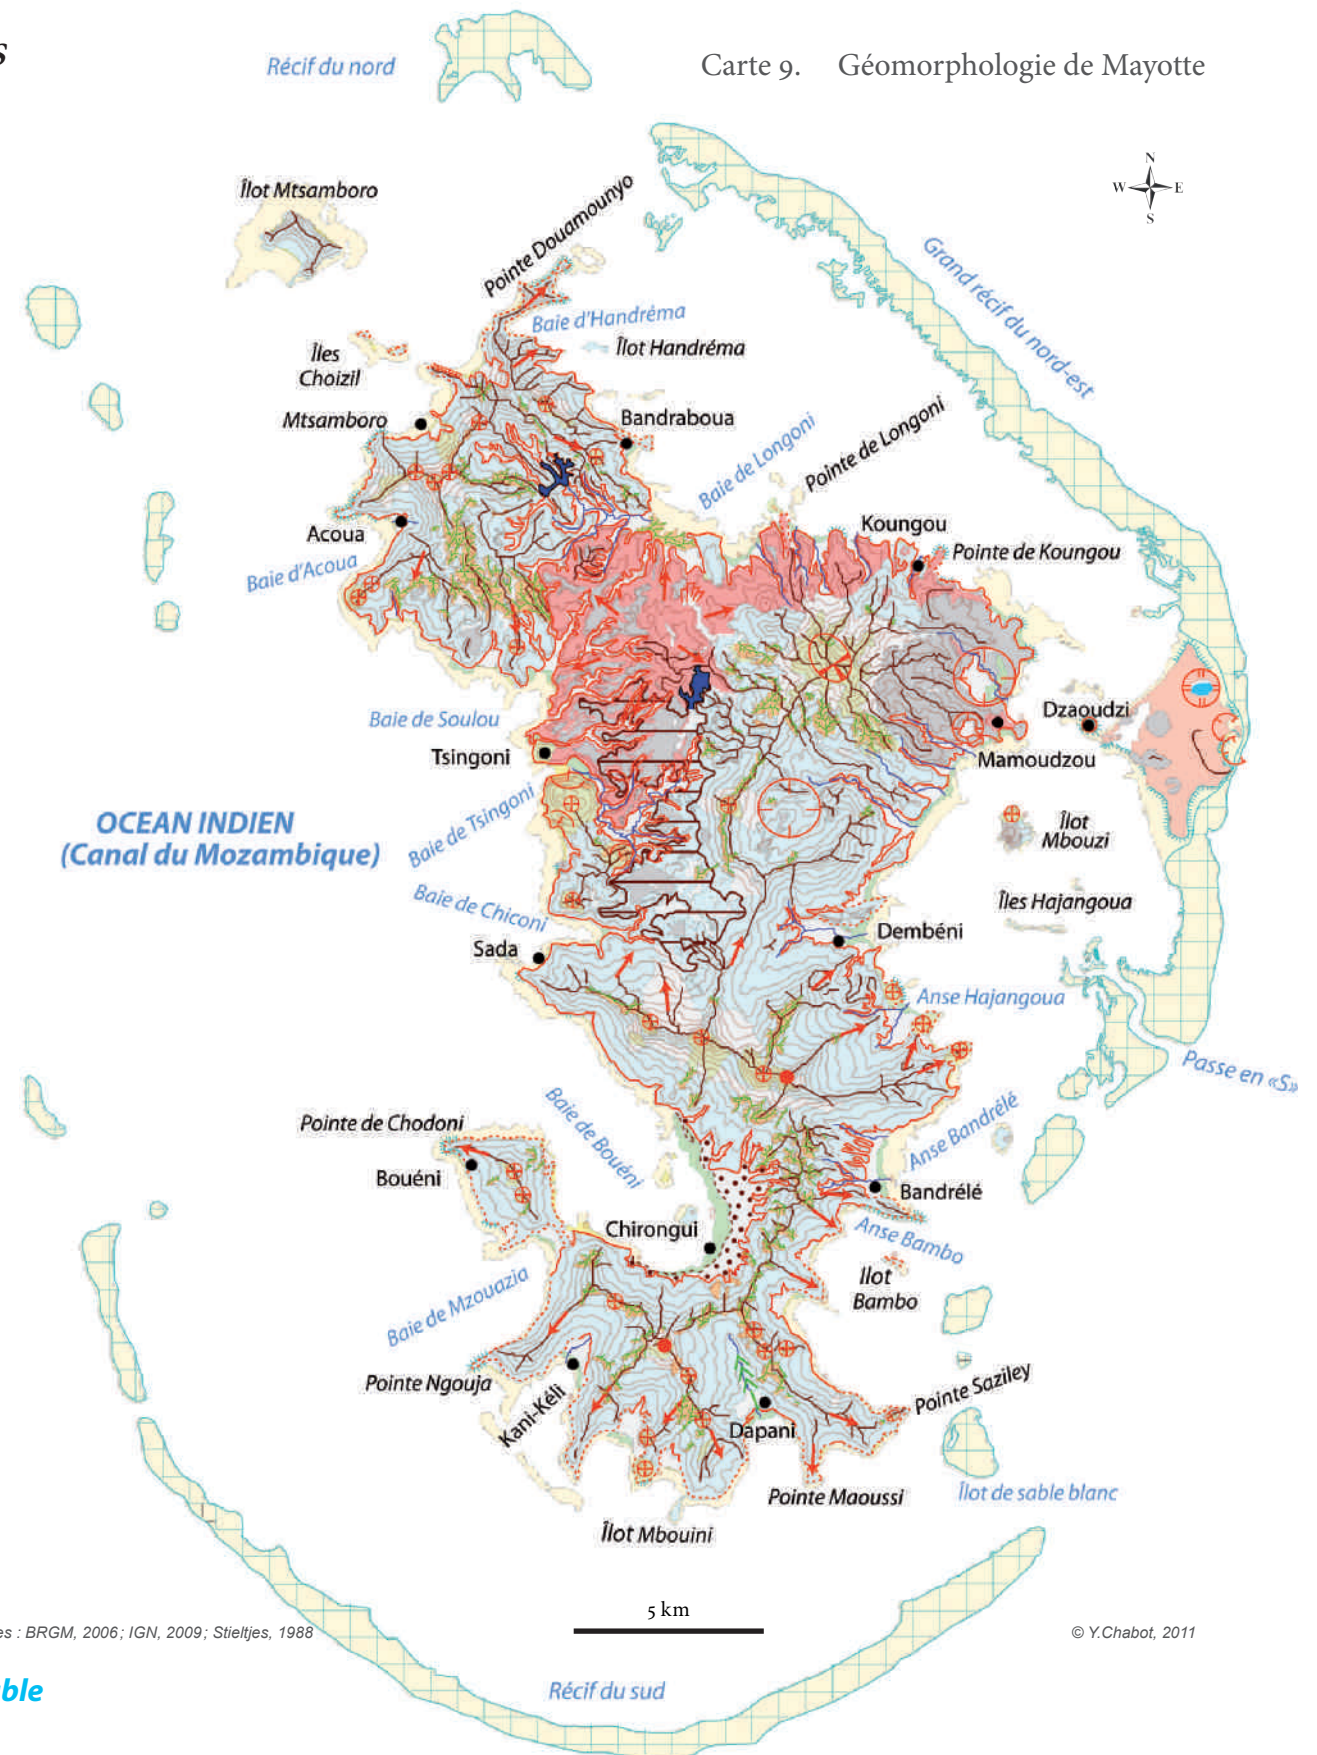 s
Carte 9. Géomorphologie de Mayotte
Récif du nord
N
W E
S
Îlot Mtsamboro
Pointe Douamounyo
Grand récif du nord-est
Baie d'Handréma
Îlot Handréma
Îles
Choizil
Mtsamboro
Bandraboua
Baie de Longoni
Pointe de Longoni
Acoua
Koungou
Pointe de Koungou
Baie d'Acoua
Baie de Soulou
Tsingoni
Dzaoudzi
Mamoudzou
OCEAN INDIEN
(Canal du Mozambique)
Baie de Tsingoni
Îlot
Mbouzi
Baie de Chiconi
Îles Hajangoua
Sada
Dembéni
Anse Hajangoua
Passe en «S»
Pointe de Chodoni
Baie de Bouéni
Anse Bandrélé
Bouéni
Bandrélé
Chirongui
Anse Bambo
Ilot
Bambo
Baie de Mzouazia
Pointe Ngouja
Kani-Kéli
Pointe Saziley
Dapani
Pointe Maoussi
Îlot de sable blanc
Îlot Mbouini
5 km
es : BRGM, 2006 ; IGN, 2009 ; Stieltjes, 1988
© Y.Chabot, 2011
ble
Récif du sud